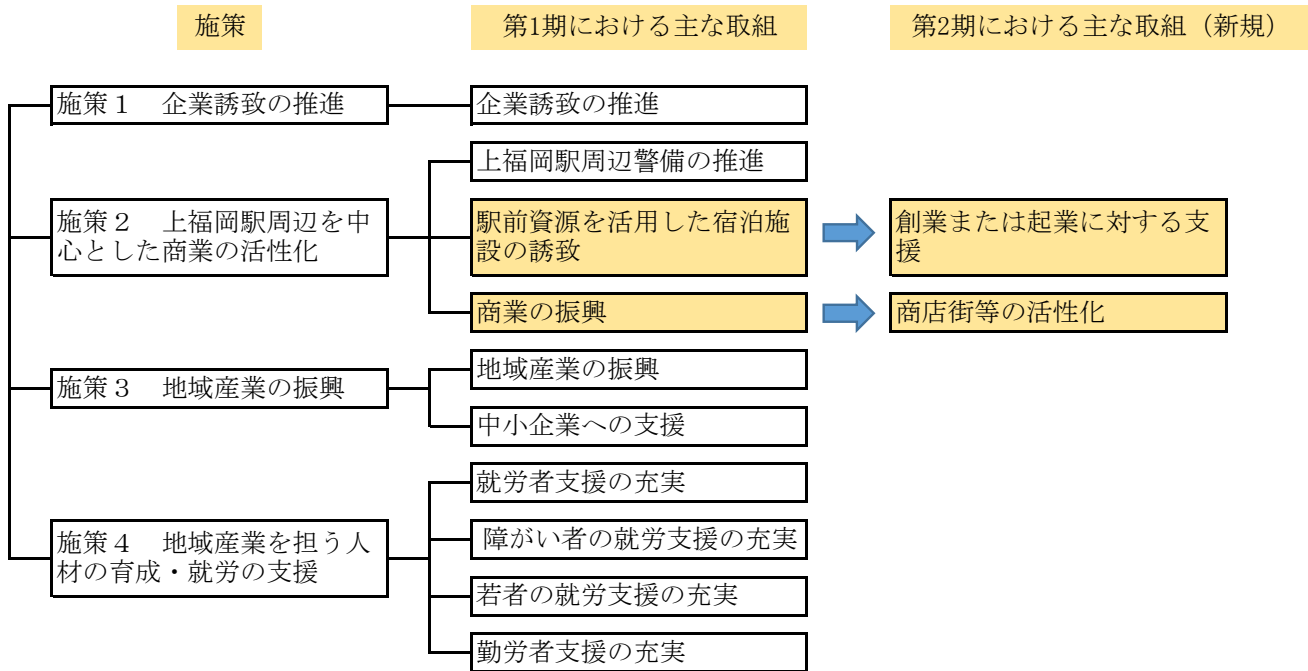 施策
第1期における主な取組
第2期における主な取組（新規）
施策１　企業誘致の推進
企業誘致の推進
上福岡駅周辺警備の推進
施策２　上福岡駅周辺を中
心とした商業の活性化
駅前資源を活用した宿泊施
設の誘致
創業または起業に対する支
援
商業の振興
商店街等の活性化
施策３　地域産業の振興
地域産業の振興
中小企業への支援
施策４　地域産業を担う人
材の育成・就労の支援
就労者支援の充実
障がい者の就労支援の充実
若者の就労支援の充実
勤労者支援の充実